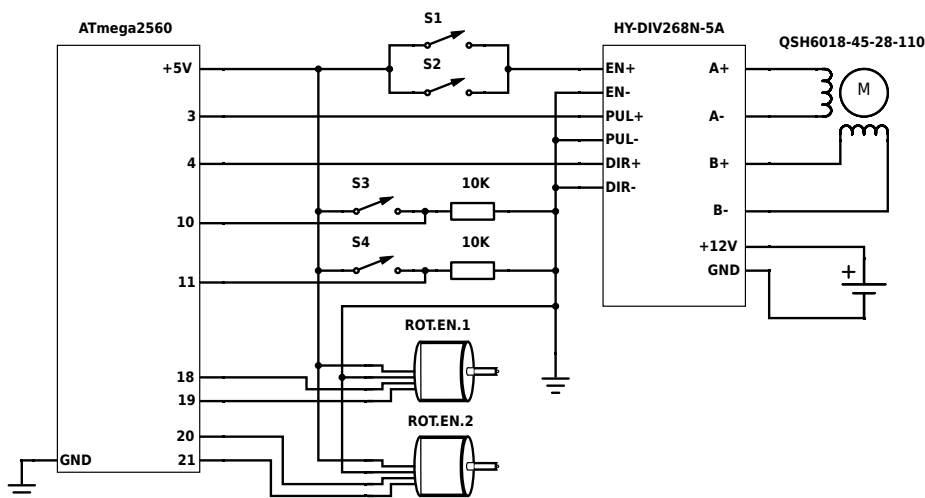 S1
ATmega2560
HY-DIV268N-5A
QSH6018-45-28-110
+5V
S2
EN+
A+
M
EN-
3
PUL+
A-
PUL-
4
DIR+
B+
S3
10K
DIR-
B-
10
S4
10K
+12V
GND
+
11
ROT.EN.1
18
19
ROT.EN.2
20
GND
21